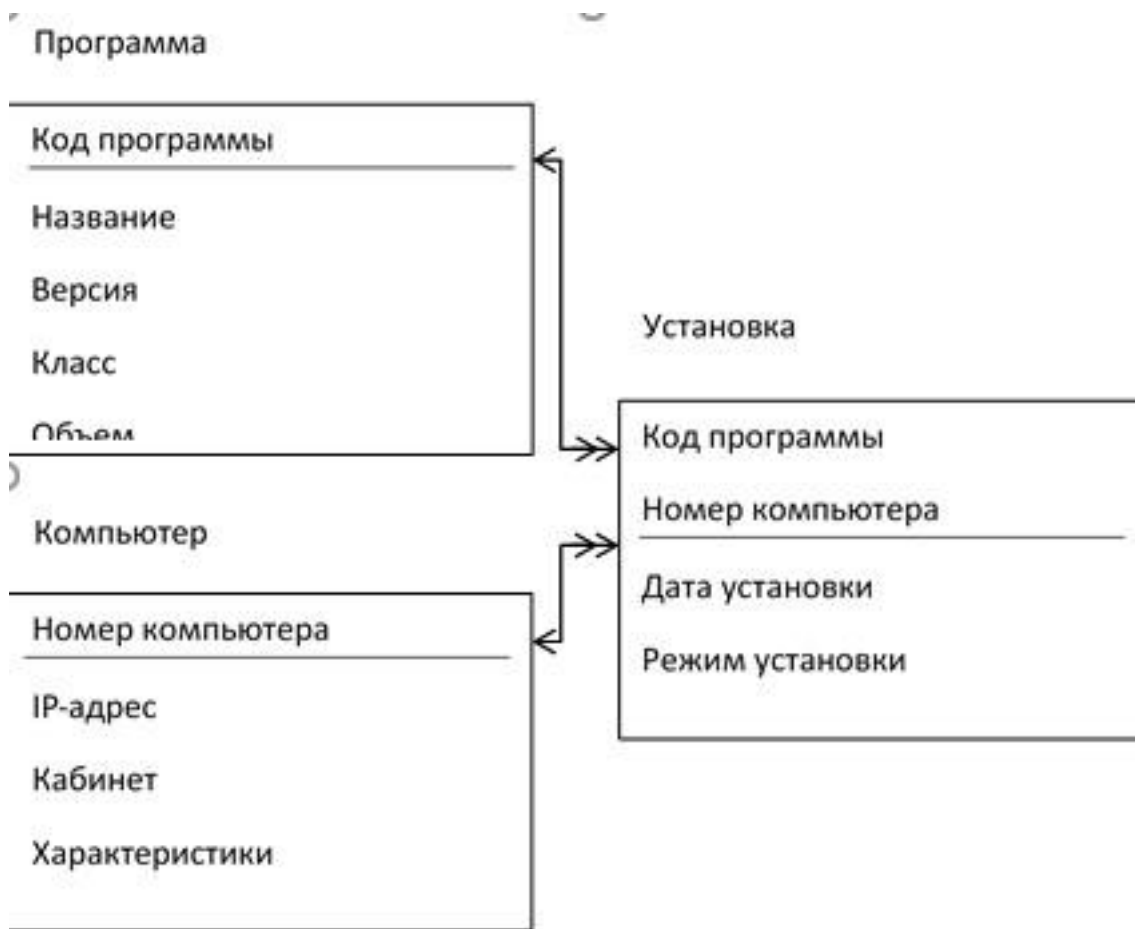 Программа
Код программы
Название
Версия
Класс
Объем
Компьютер
Номер компьютера
IP-адрес
Кабинет
Характеристики
Установка
Код программы
Номер компьютера
Дата установки
Режим установки